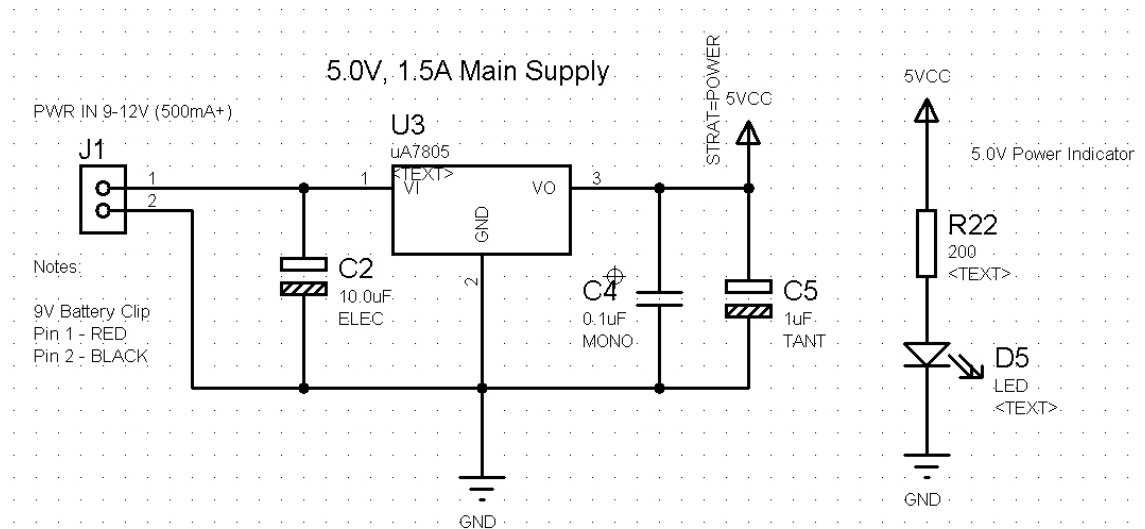 5.0V, 1.5A Main Supply
PWR IN 9-12V (500mA+)
J1
1
2
Notes:
9V Battery Clip
Pin 1 - RED
Pin 2 - BLACK
C2
10.0uF
ELEC
U3
uA7805
<TEXT>
1
VI
VO
3
GND
2
GND
C4
0.1uF
MONO
STRAT=POWER
5VCC
C5
1uF
TANT
5VCC
5.0V Power Indicator
R22
200
<TEXT>
D5
LED
<TEXT>
GND